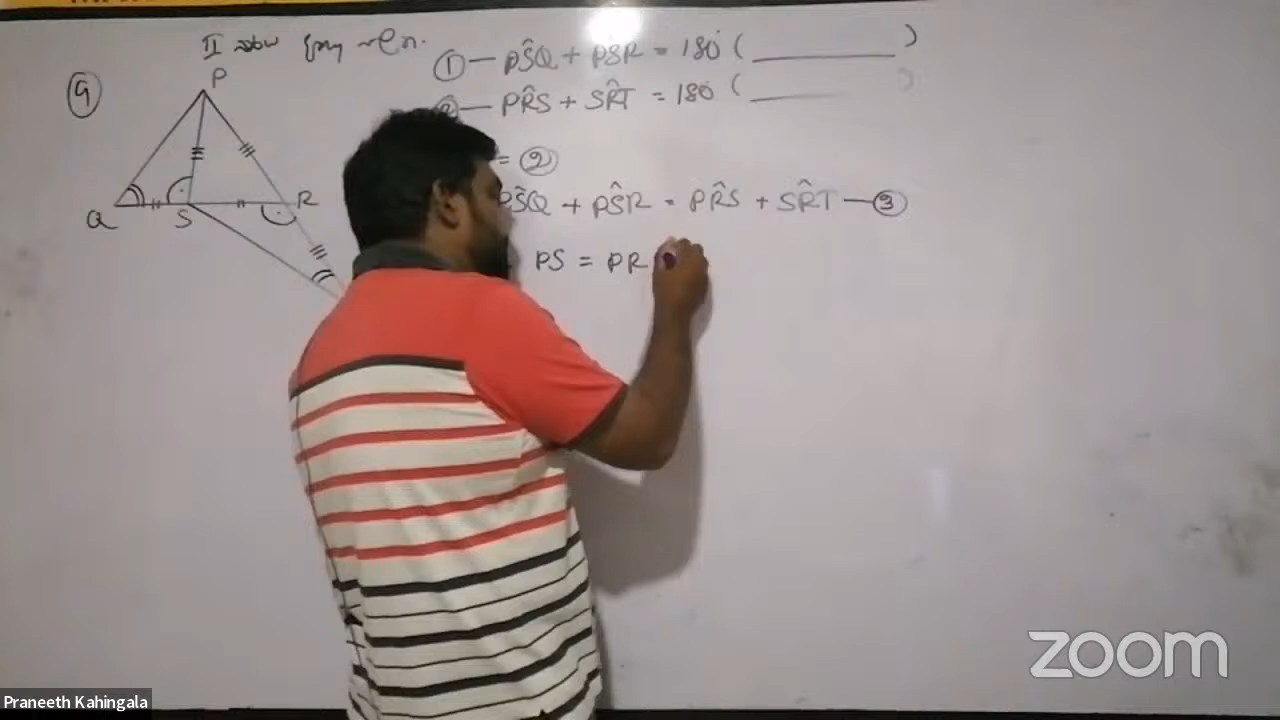 ① — PŜQ + PŜR = 180° ( ________ )
— PR̂S + SR̂T = 180° ( ________ )
9
P
= ②
PŜQ + PŜR = PR̂S + SR̂T — ③
Q S R
PS = PR
zoom
Praneeth Kahingala